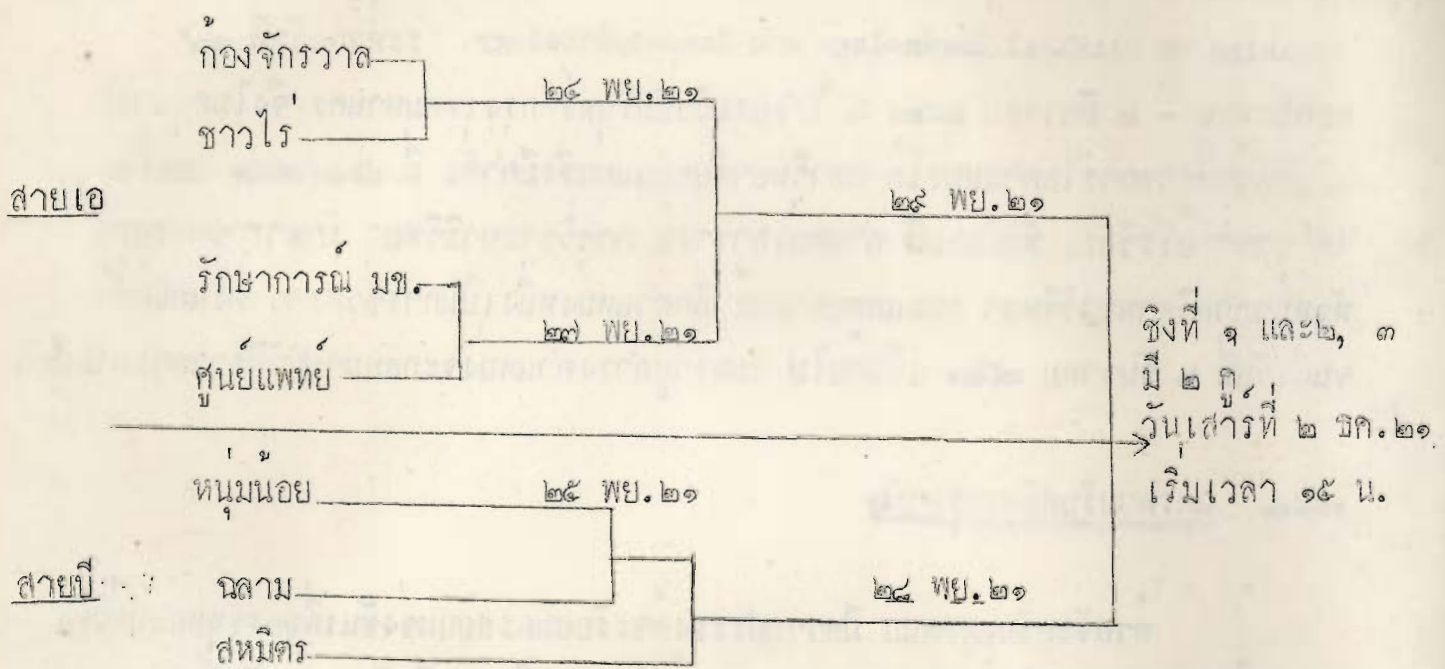 ก้องจักรวาล
๒๔ พย.๒๑
ชาวไร่
สายเอ
๒๙ พย.๒๑
รักษาการณ์ มช.
๒๗ พย.๒๑
ศูนย์แพทย์
ชิงที่ ๑ และ๒, ๓
มี ๒ คู่
วันเสาร์ที่ ๒ ธค.๒๑
เริ่มเวลา ๑๕ น.
หนุ่มน้อย
๒๕ พย.๒๑
สายบี
ฉลาม
๒๘ พย.๒๑
สหมิตร